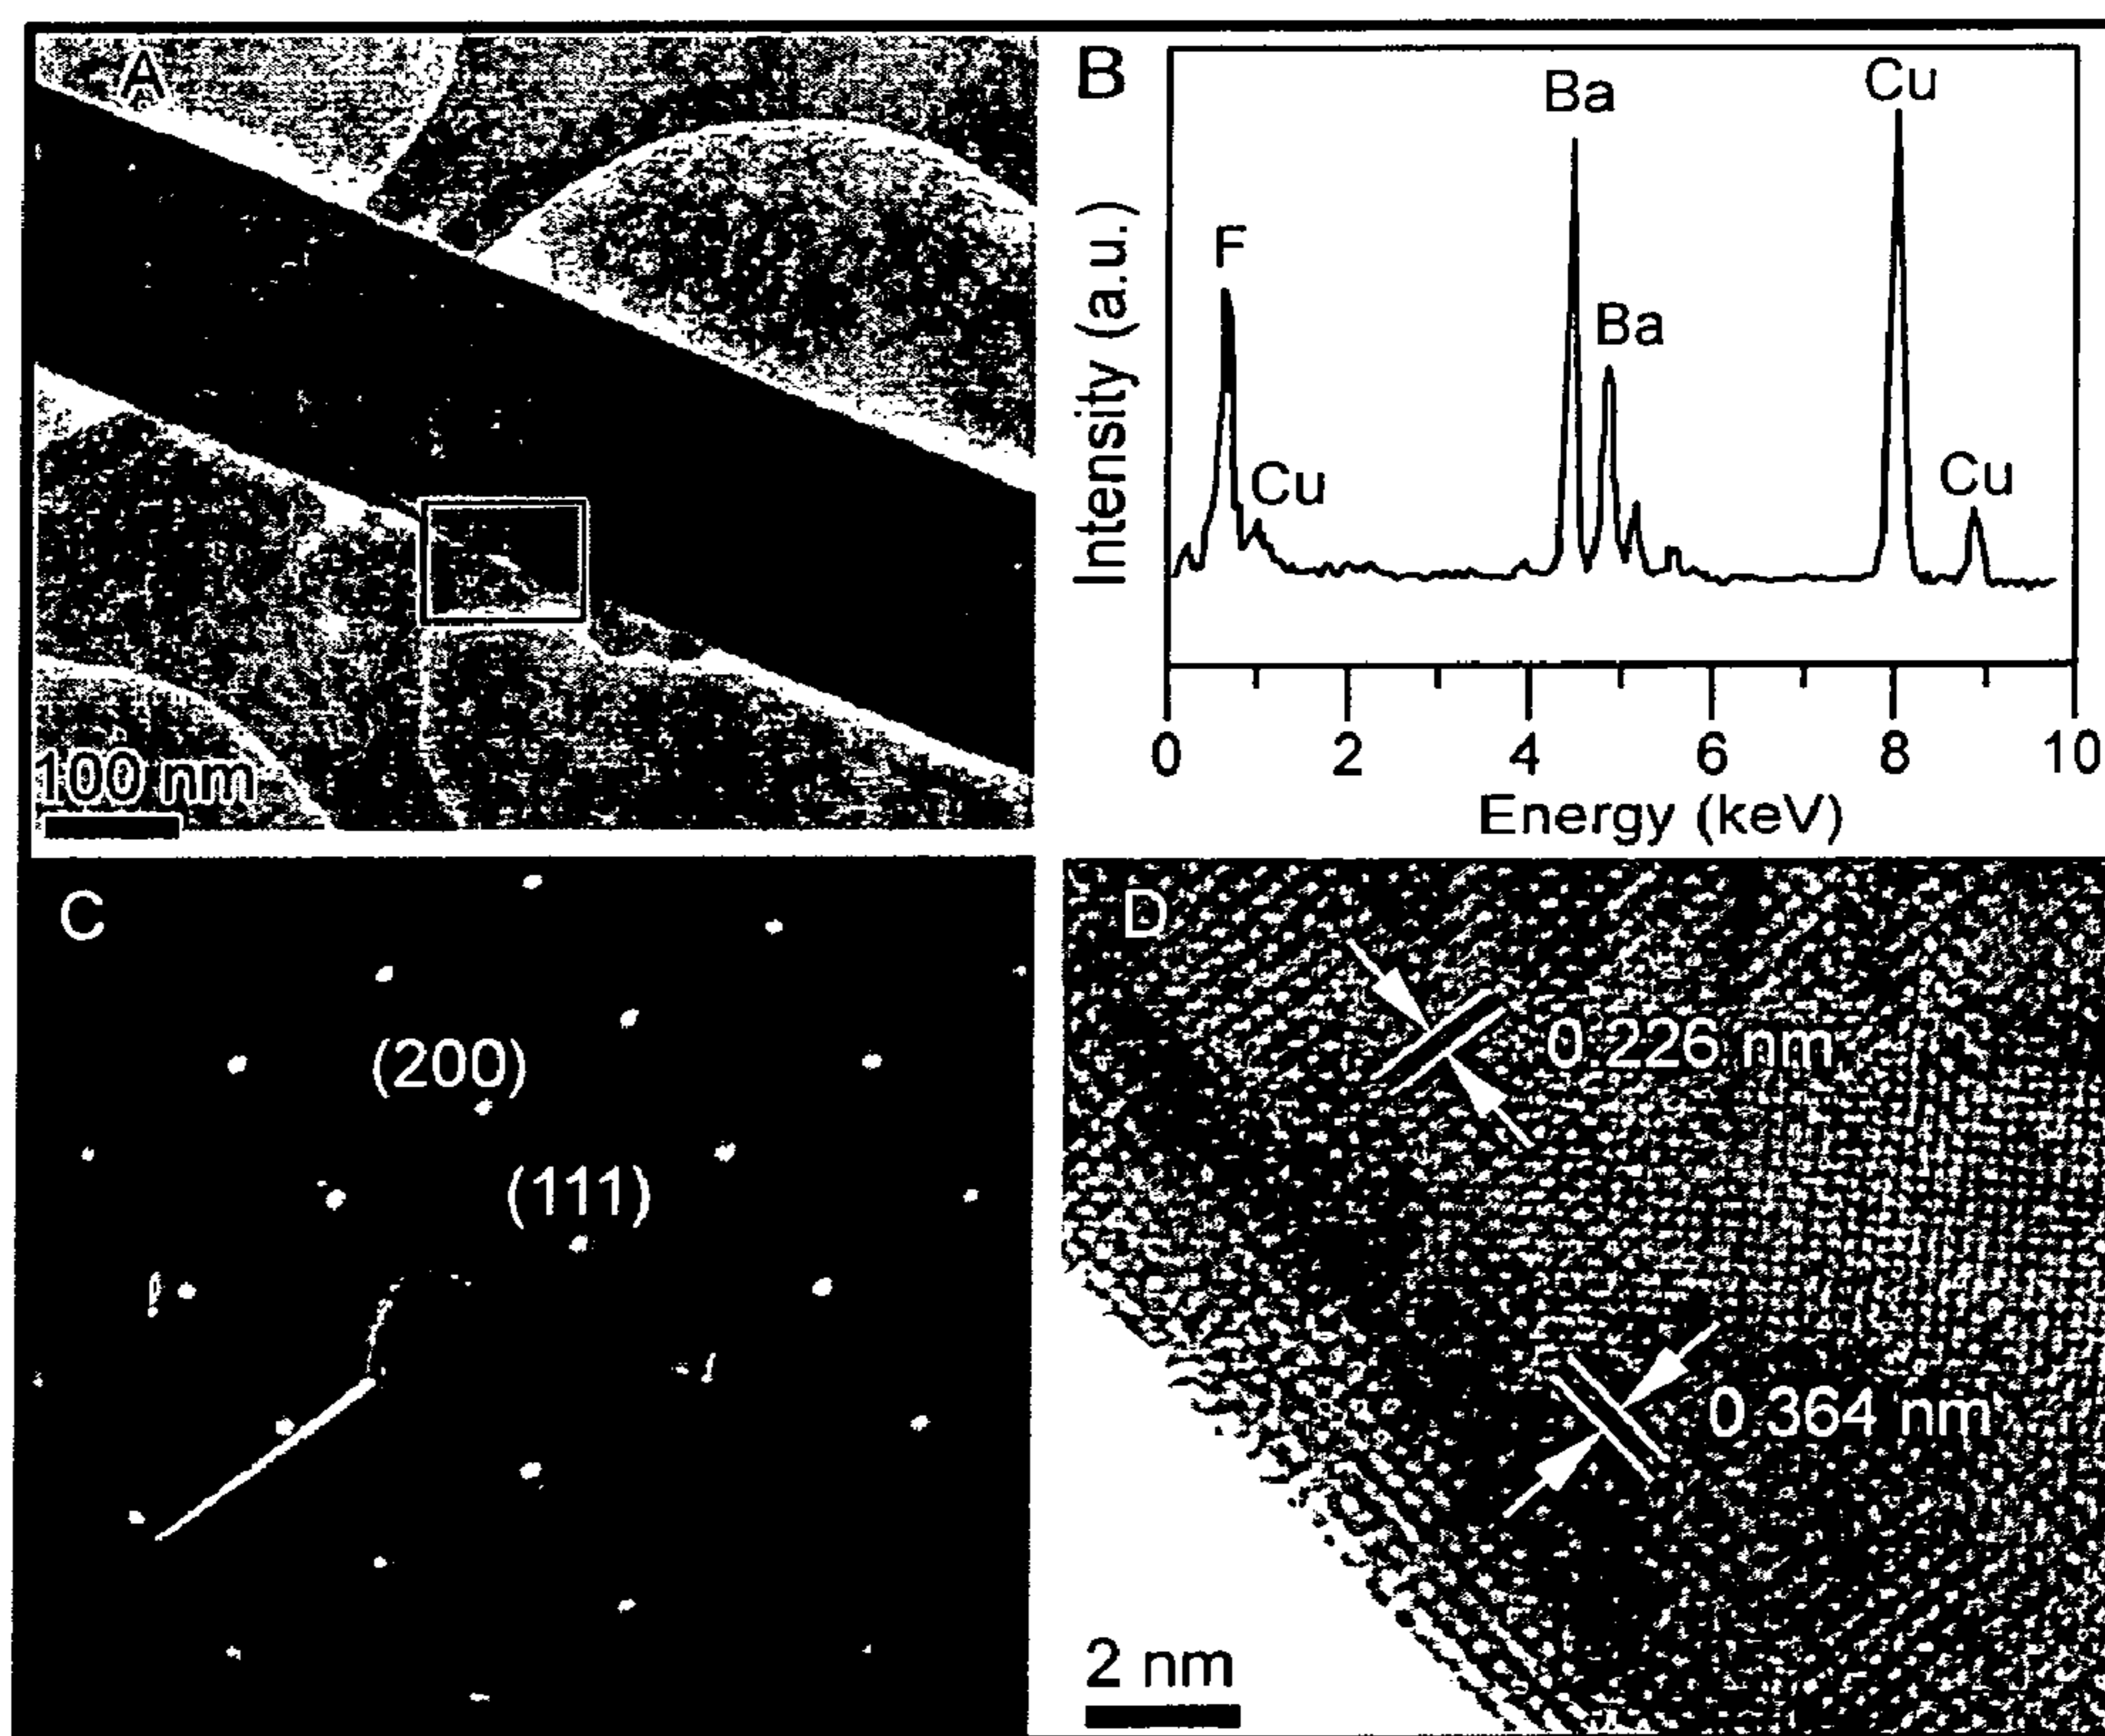 A
100 nm
B
Intensity (a.u.)
F
Cu
Ba
Ba
Cu
Cu
0 2 4 6 8 10
Energy (keV)
C
(200)
(111)
D
0.226 nm
0.364 nm
2 nm